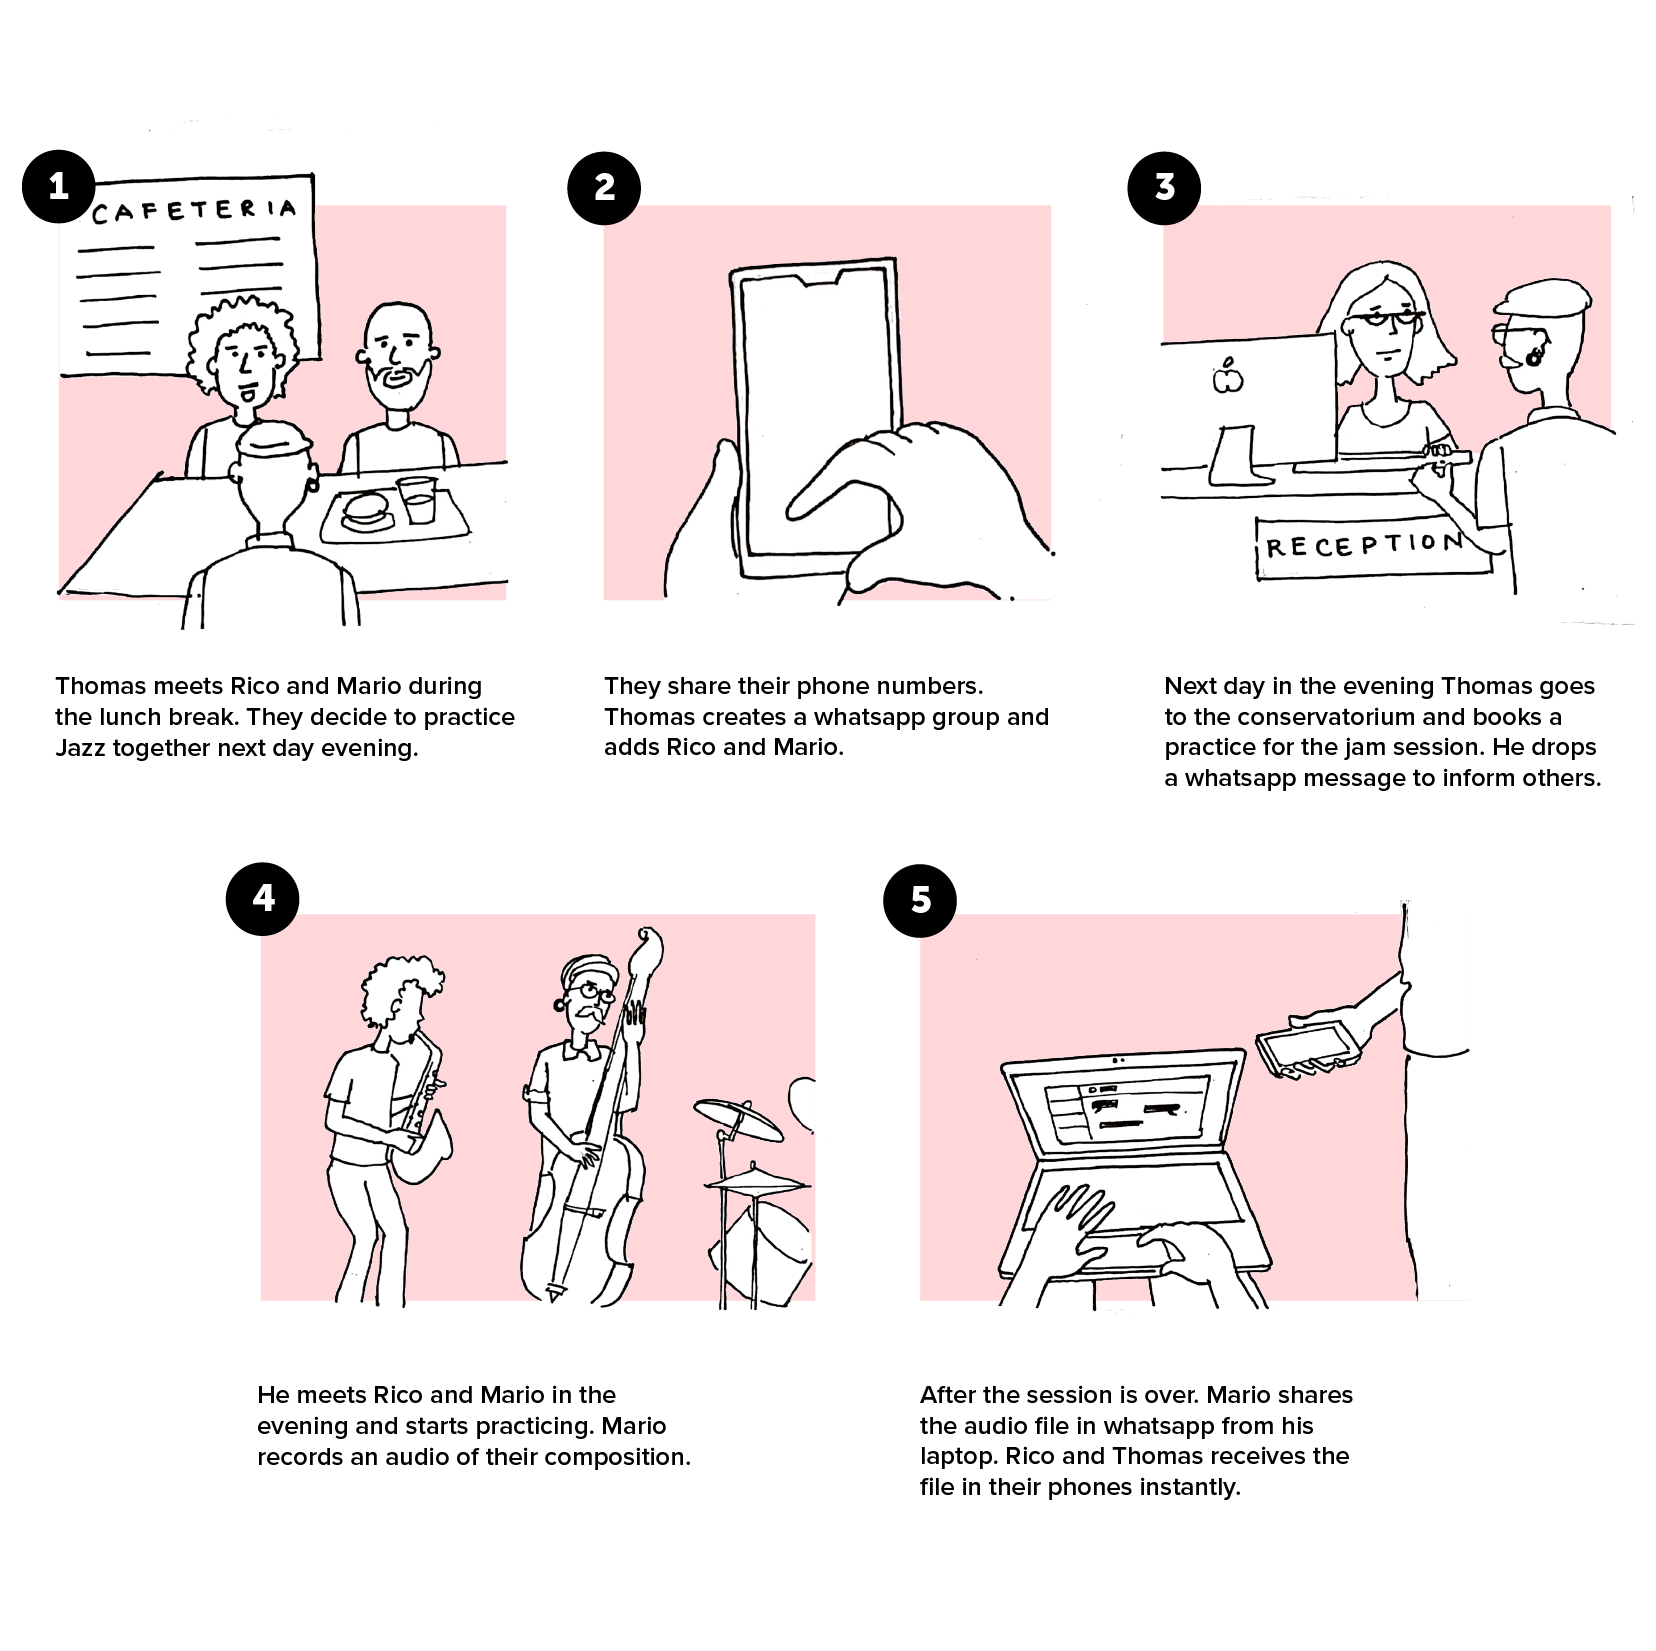 1
CAFETERIA
Thomas meets Rico and Mario during
the lunch break. They decide to practice
Jazz together next day evening.
2
They share their phone numbers.
Thomas creates a whatsapp group and
adds Rico and Mario.
3
RECEPTION
Next day in the evening Thomas goes
to the conservatorium and books a
practice for the jam session. He drops
a whatsapp message to inform others.
4
He meets Rico and Mario in the
evening and starts practicing. Mario
records an audio of their composition.
5
After the session is over. Mario shares
the audio file in whatsapp from his
laptop. Rico and Thomas receives the
file in their phones instantly.